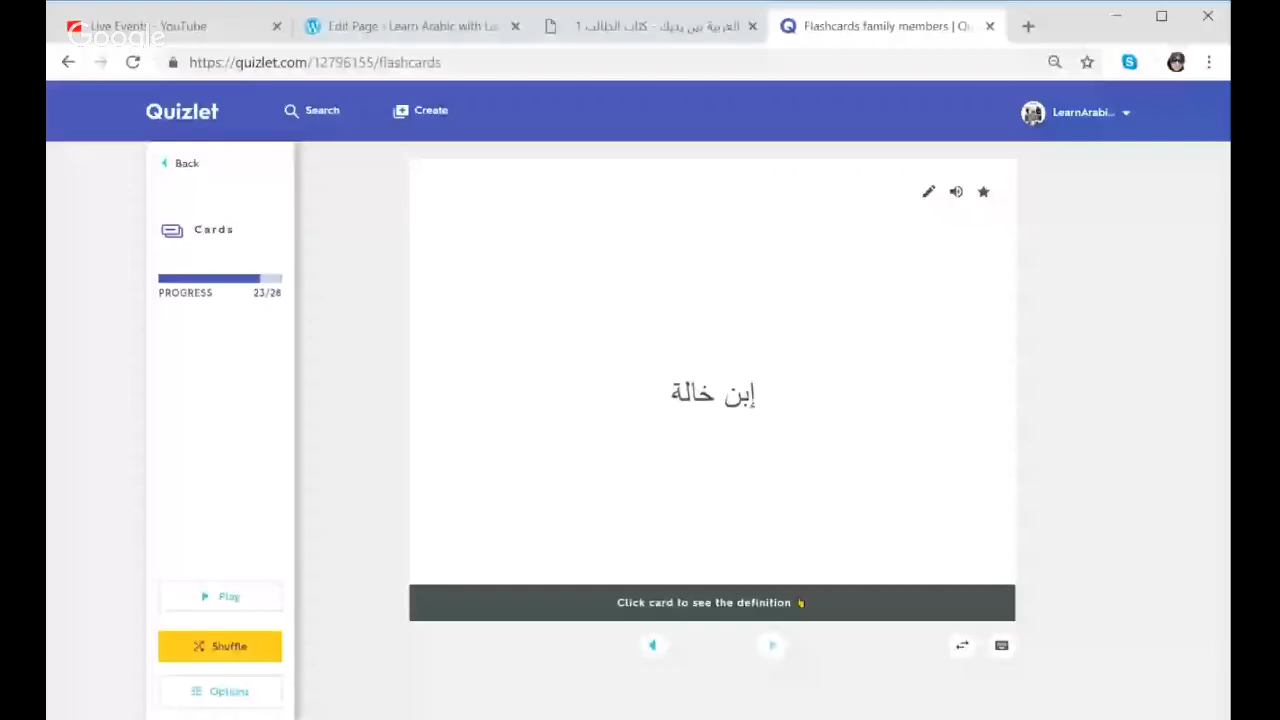 Live Events - YouTube
Edit Page ‹ Learn Arabic with
العربية بين يديك - كتاب الطالب 1
Flashcards family members |
Google
https://quizlet.com/12796155/flashcards
Quizlet
Search
Create
LearnArabi...
Back
Cards
PROGRESS 23/28
إبن خالة
Click card to see the definition
Play
Shuffle
Options